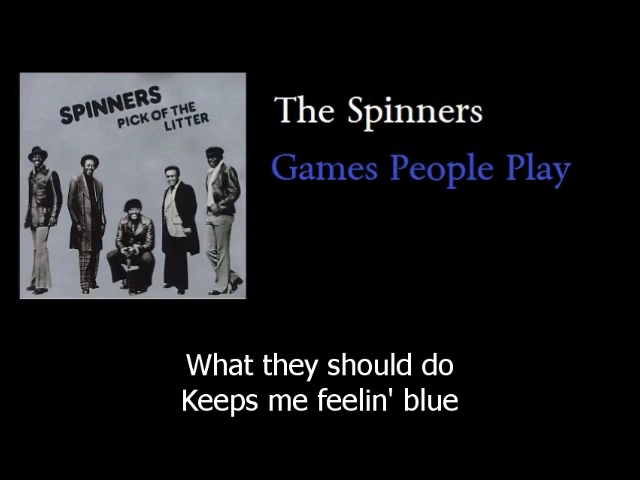 SPINNERS
PICK OF THE
LITTER
The Spinners
Games People Play
What they should do
Keeps me feelin' blue